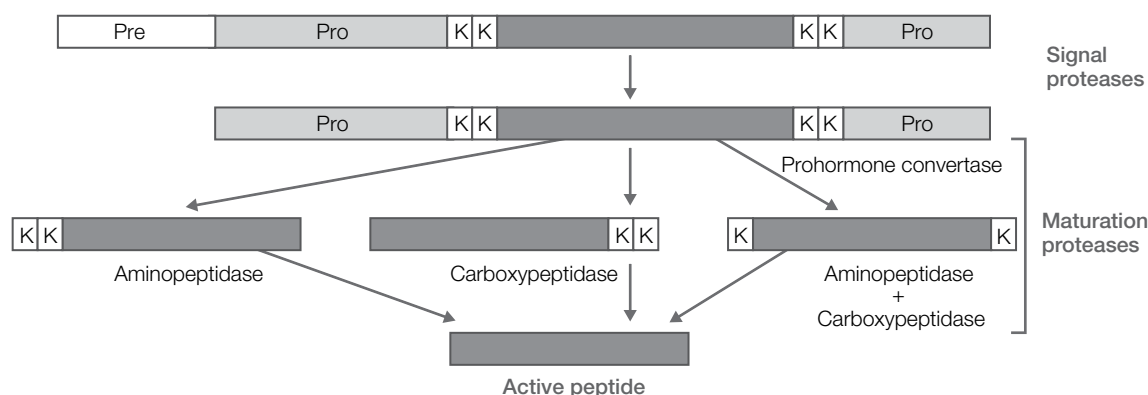 Pre Pro K K K K Pro
Signal
proteases
Pro K K K K Pro
Prohormone convertase
K K K K K K
Maturation
proteases
Aminopeptidase Carboxypeptidase Aminopeptidase
+
Carboxypeptidase
Active peptide